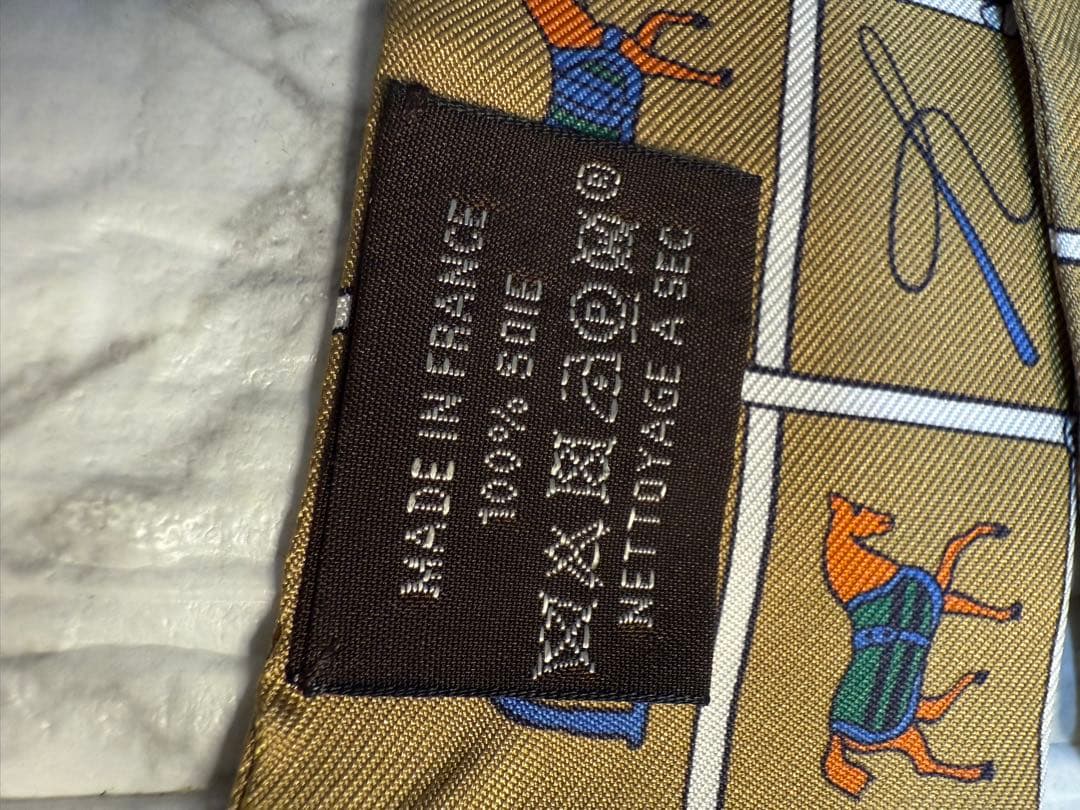 MADE IN FRANCE
100% SOIE
NETTOYAGE A SEC